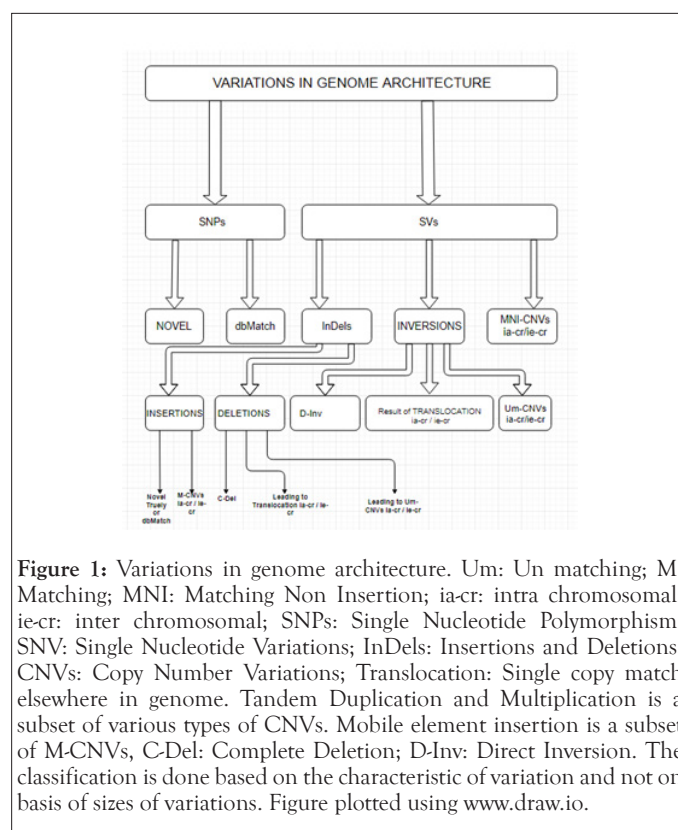 VARIATIONS IN GENOME ARCHITECTURE
SNPs
SVs
NOVEL
dbMatch
InDels
INVERSIONS
MNI-CNVs
ia-cr/ie-cr
INSERTIONS
DELETIONS
D-Inv
Result of TRANSLOCATION
ia-cr / ie-cr
Um-CNVs
ia-cr/ie-cr
Novel
Truely
or
dbMatch
M-CNVs
ia-cr / ie-
cr
C-Del
Leading to
Translocation ia-cr / ie-
cr
Leading to Um-
CNVs ia-cr / ie-cr
Figure 1: Variations in genome architecture. Um: Un matching; M
Matching; MNI: Matching Non Insertion; ia-cr: intra chromosomal
ie-cr: inter chromosomal; SNPs: Single Nucleotide Polymorphism
SNV: Single Nucleotide Variations; InDels: Insertions and Deletions
CNVs: Copy Number Variations; Translocation: Single copy match
elsewhere in genome. Tandem Duplication and Multiplication is a
subset of various types of CNVs. Mobile element insertion is a subset
of M-CNVs, C-Del: Complete Deletion; D-Inv: Direct Inversion. The
classification is done based on the characteristic of variation and not on
basis of sizes of variations. Figure plotted using www.draw.io.